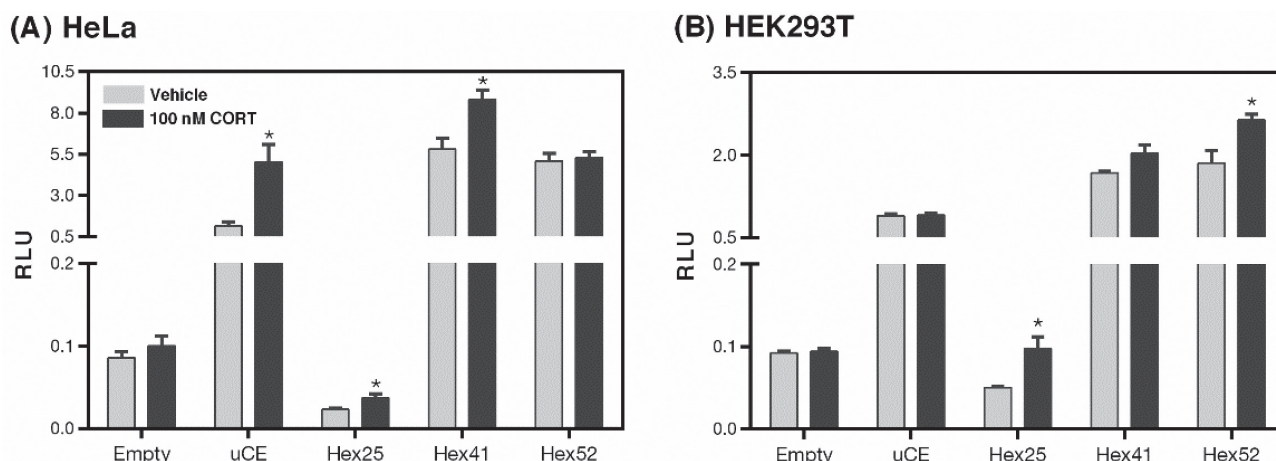 (A) HeLa
RLU
10.5
8.0
5.5
3.0
0.5
0.2
0.1
0.0
Vehicle
100 nM CORT
*
*
*
Empty
uCE
Hex25
Hex41
Hex52
(B) HEK293T
RLU
3.5
2.0
0.5
0.2
0.1
0.0
*
*
Empty
uCE
Hex25
Hex41
Hex52